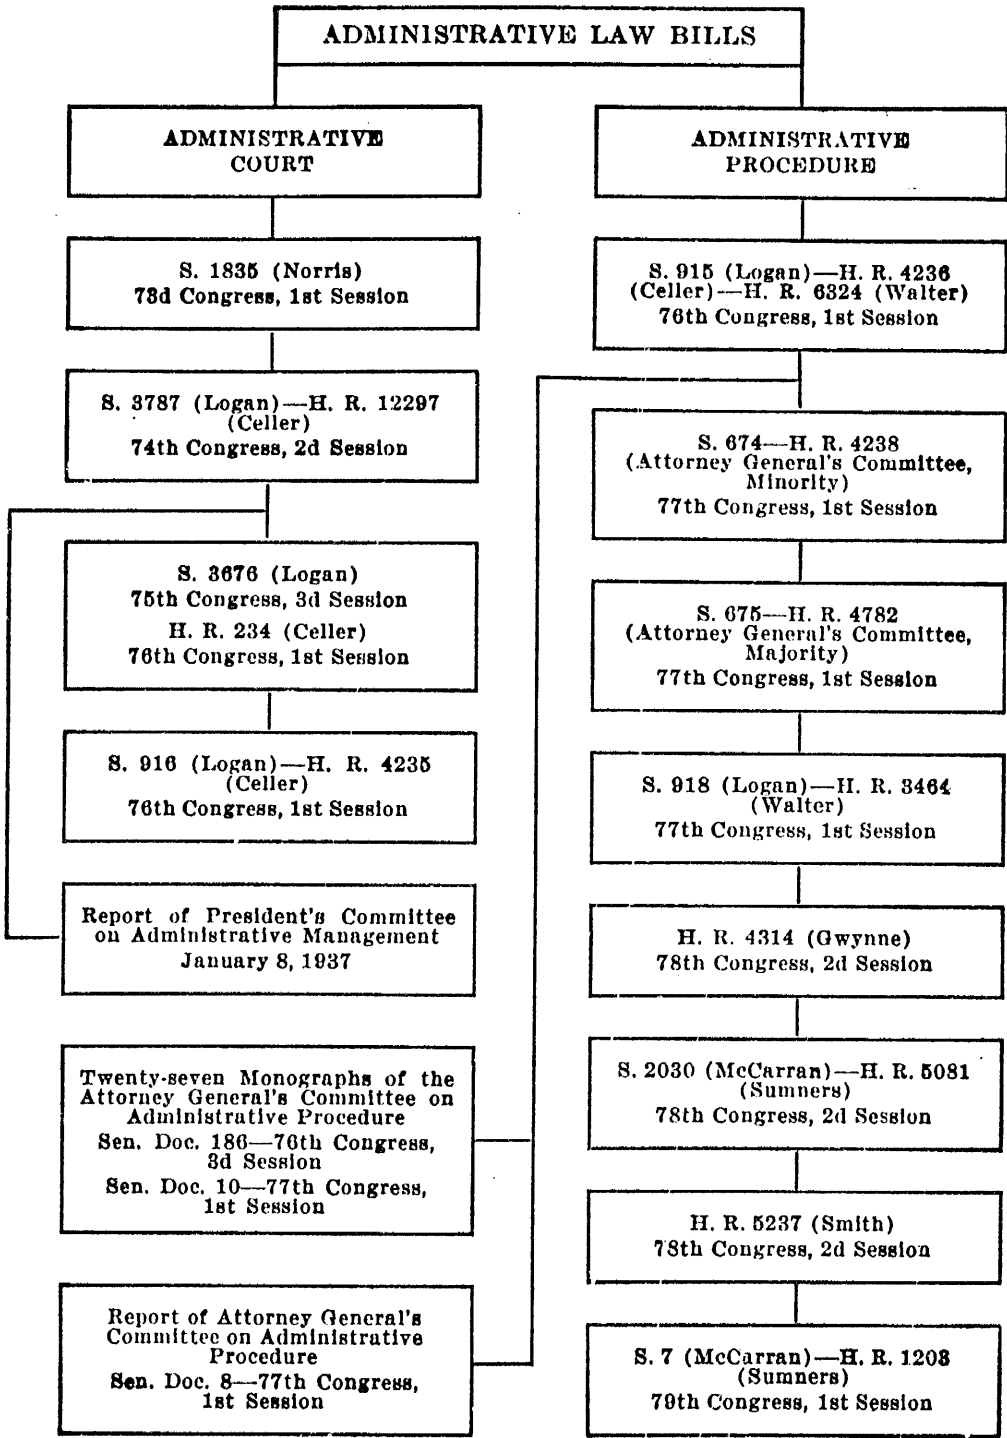 ADMINISTRATIVE LAW BILLS
ADMINISTRATIVE
COURT
S. 1835 (Norris)
73d Congress, 1st Session
S. 3787 (Logan)—H. R. 12297
(Celler)
74th Congress, 2d Session
S. 3676 (Logan)
75th Congress, 3d Session
H. R. 234 (Celler)
76th Congress, 1st Session
S. 916 (Logan)—H. R. 4235
(Celler)
76th Congress, 1st Session
Report of President's Committee
on Administrative Management
January 8, 1937
Twenty-seven Monographs of the
Attorney General's Committee on
Administrative Procedure
Sen. Doc. 186—76th Congress,
3d Session
Sen. Doc. 10—77th Congress,
1st Session
Report of Attorney General's
Committee on Administrative
Procedure
Sen. Doc. 8—77th Congress,
1st Session
ADMINISTRATIVE
PROCEDURE
S. 915 (Logan)—H. R. 4236
(Celler)—H. R. 6324 (Walter)
76th Congress, 1st Session
S. 674—H. R. 4238
(Attorney General's Committee,
Minority)
77th Congress, 1st Session
S. 675—H. R. 4782
(Attorney General's Committee,
Majority)
77th Congress, 1st Session
S. 918 (Logan)—H. R. 3464
(Walter)
77th Congress, 1st Session
H. R. 4314 (Gwynne)
78th Congress, 2d Session
S. 2030 (McCarran)—H. R. 5081
(Sumners)
78th Congress, 2d Session
H. R. 5237 (Smith)
78th Congress, 2d Session
S. 7 (McCarran)—H. R. 1203
(Sumners)
79th Congress, 1st Session